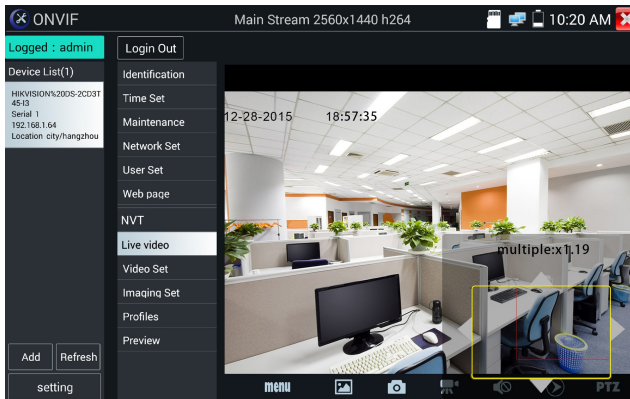 ONVIF
Main Stream 2560x1440 h264
10:20 AM
Logged : admin
Login Out
Device List(1)
HIKVISION%20DS-2CD3T
45-I3
Serial 1
192.168.1.64
Location city/hangzhou
Identification
Time Set
Maintenance
Network Set
User Set
Web page
NVT
Live video
Video Set
Imaging Set
Profiles
Preview
12-28-2015 18:57:35
multiple:x1.19
Add
Refresh
setting
menu
PTZ